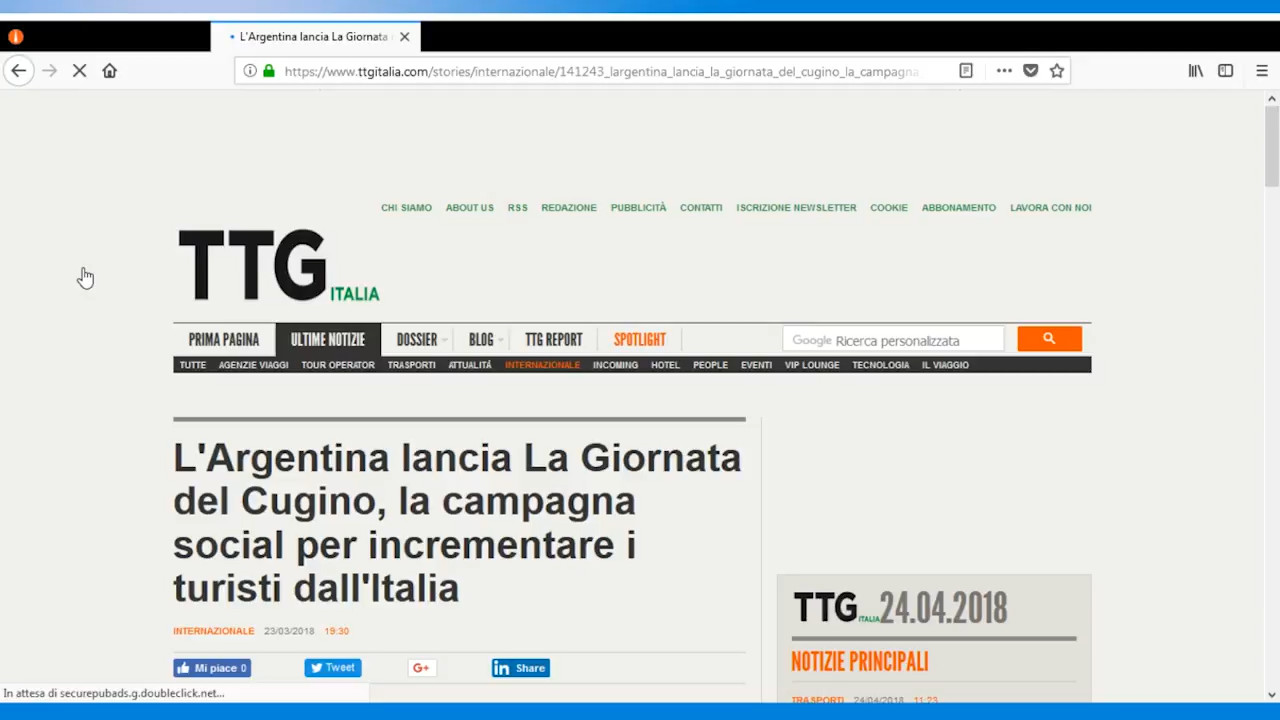 L'Argentina lancia La Giornata
https://www.ttgitalia.com/stories/internazionale/141243_largentina_lancia_la_giornata_del_cugino_la_campagna
CHI SIAMO ABOUT US RSS REDAZIONE PUBBLICITÀ CONTATTI ISCRIZIONE NEWSLETTER COOKIE ABBONAMENTO LAVORA CON NOI
TTG ITALIA
PRIMA PAGINA ULTIME NOTIZIE DOSSIER BLOG TTG REPORT SPOTLIGHT Google Ricerca personalizzata
TUTTE AGENZIE VIAGGI TOUR OPERATOR TRASPORTI ATTUALITÀ INTERNAZIONALE INCOMING HOTEL PEOPLE EVENTI VIP LOUNGE TECNOLOGIA IL VIAGGIO
L'Argentina lancia La Giornata
del Cugino, la campagna
social per incrementare i
turisti dall'Italia
INTERNAZIONALE 23/03/2018 19:30
Mi piace 0 Tweet G+ in Share
TTG ITALIA 24.04.2018
NOTIZIE PRINCIPALI
TRASPORTI 24/04/2018 11:23
In attesa di securepubads.g.doubleclick.net...